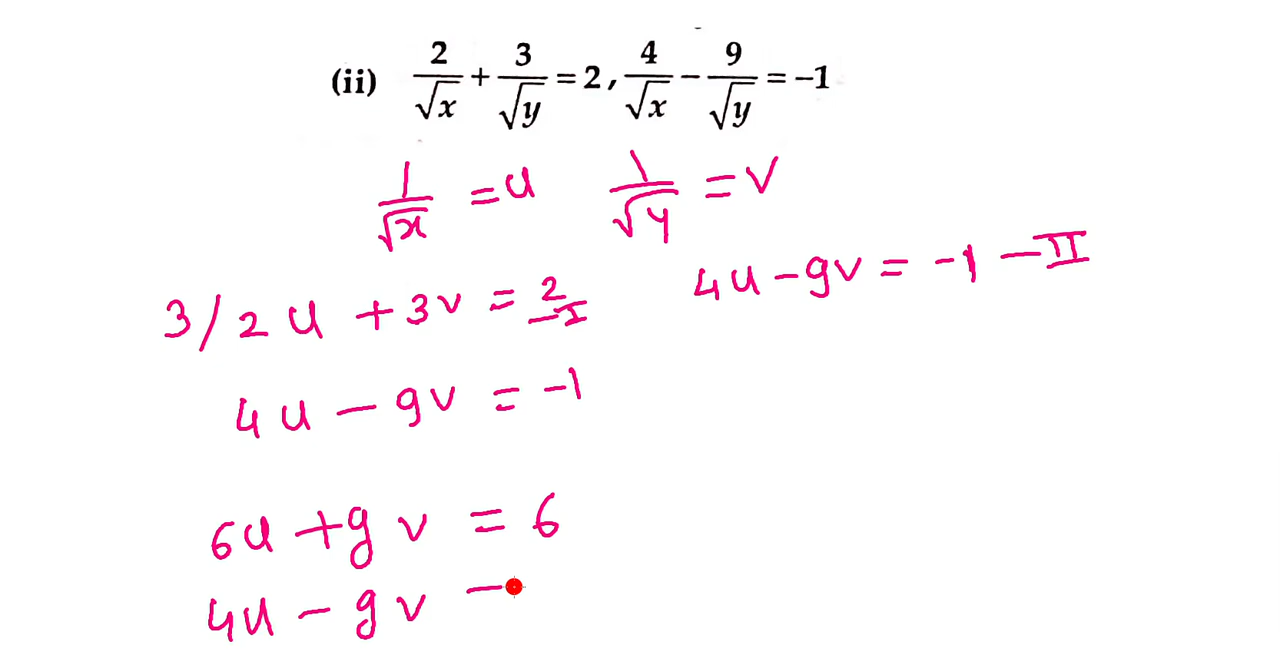 (ii) 2/√x + 3/√y = 2, 4/√x − 9/√y = −1
1/√x = u 1/√y = v
3/2u + 3v = 2 — I 4u − 9v = −1 — II
4u − 9v = −1
6u + 9v = 6
4u − 9v −